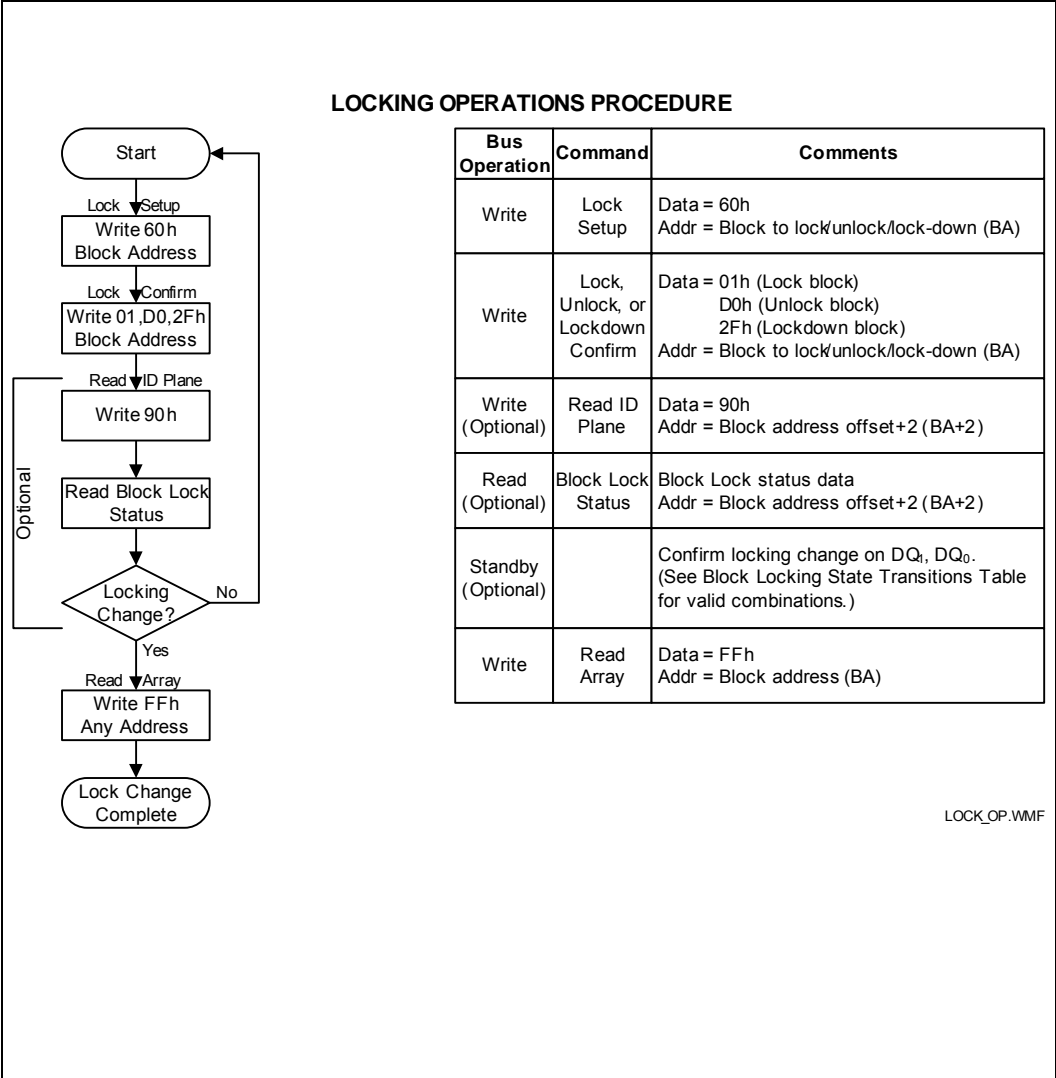 LOCKING OPERATIONS PROCEDURE
Start
Lock Setup
Write 60h
Block Address
Lock Confirm
Write 01,D0,2Fh
Block Address
Read ID Plane
Write 90h
Optional
Read Block Lock
Status
Locking
Change?
No
Yes
Read Array
Write FFh
Any Address
Lock Change
Complete
Bus
Operation
Command
Comments
Write
Lock
Setup
Data = 60h
Addr = Block to lock/unlock/lock-down (BA)
Write
Lock,
Unlock, or
Lockdown
Confirm
Data = 01h (Lock block)
D0h (Unlock block)
2Fh (Lockdown block)
Addr = Block to lock/unlock/lock-down (BA)
Write
(Optional)
Read ID
Plane
Data = 90h
Addr = Block address offset+2 (BA+2)
Read
(Optional)
Block Lock
Status
Block Lock status data
Addr = Block address offset+2 (BA+2)
Standby
(Optional)
Confirm locking change on DQ₁, DQ₀.
(See Block Locking State Transitions Table
for valid combinations.)
Write
Read
Array
Data = FFh
Addr = Block address (BA)
LOCK_OP.WMF